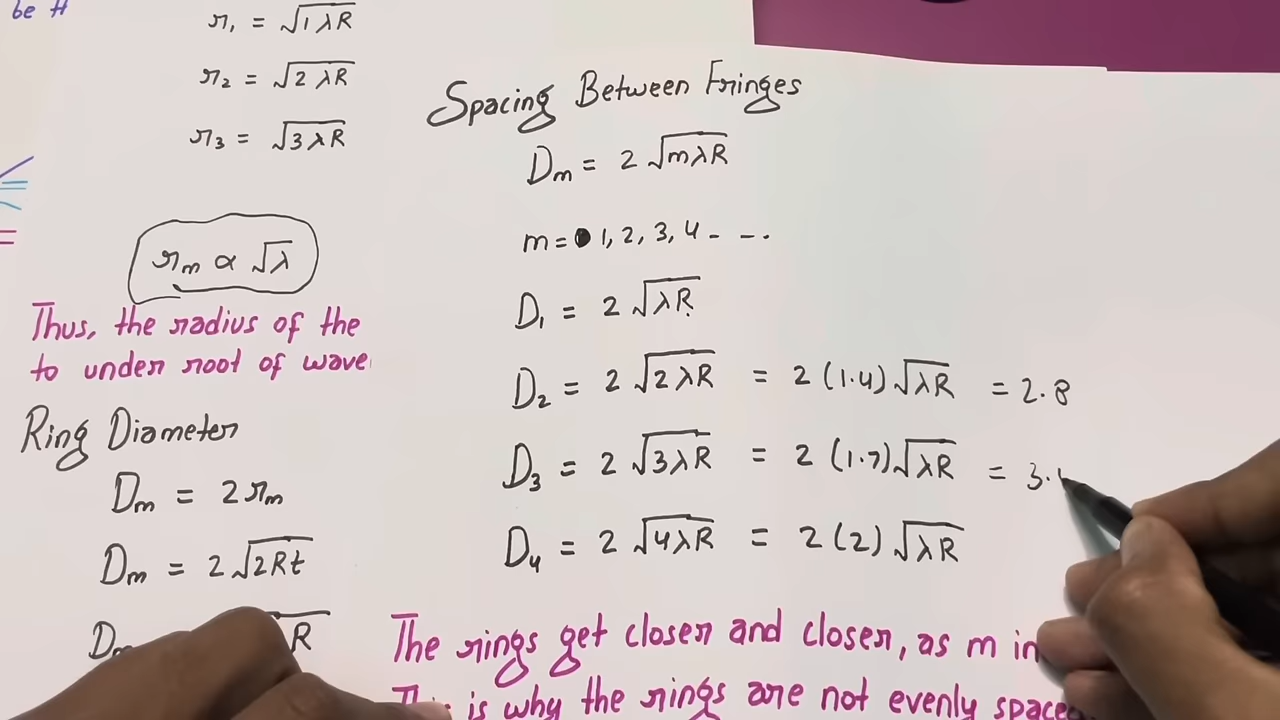 be H
r₁ = √1λR
r₂ = √2λR
r₃ = √3λR
rₘ ∝ √λ
Thus, the radius of the
to under root of wave
Ring Diameter
Dₘ = 2rₘ
Dₘ = 2√2Rt
R
Spacing Between Fringes
Dₘ = 2√mλR
m = 1, 2, 3, 4 - - -.
D₁ = 2√λR
D₂ = 2√2λR = 2(1.4)√λR = 2.8
D₃ = 2√3λR = 2(1.7)√λR = 3.
D₄ = 2√4λR = 2(2)√λR
The rings get closer and closer, as m in
is why the rings are not evenly space